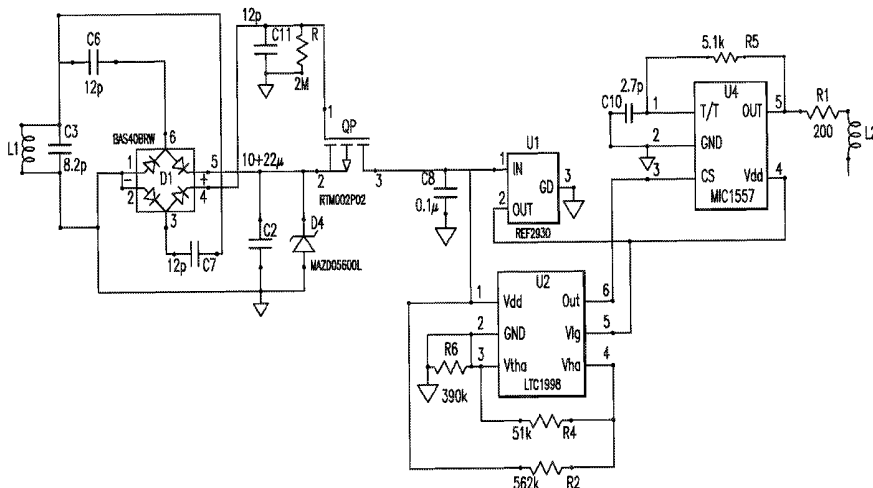 12p
C6
C11
R
12p
2M
5.1k
R5
2.7p
U4
C10
1
T/T
OUT
5
R1
2
GND
200
L2
3
CS
Vdd
4
MIC1557
BAS40BRW
6
1
QP
L1
C3
8.2p
1
5
+
-
D1
2
4
3
10+22µ
2
3
RTM002P02
U1
1
IN
GD
3
2
OUT
REF2930
C8
0.1µ
12p
C7
C2
D4
MAZD05600L
U2
1
Vdd
Out
6
2
GND
Vlg
5
R6
3
Vtha
Vha
4
390k
LTC1998
51k
R4
562k
R2